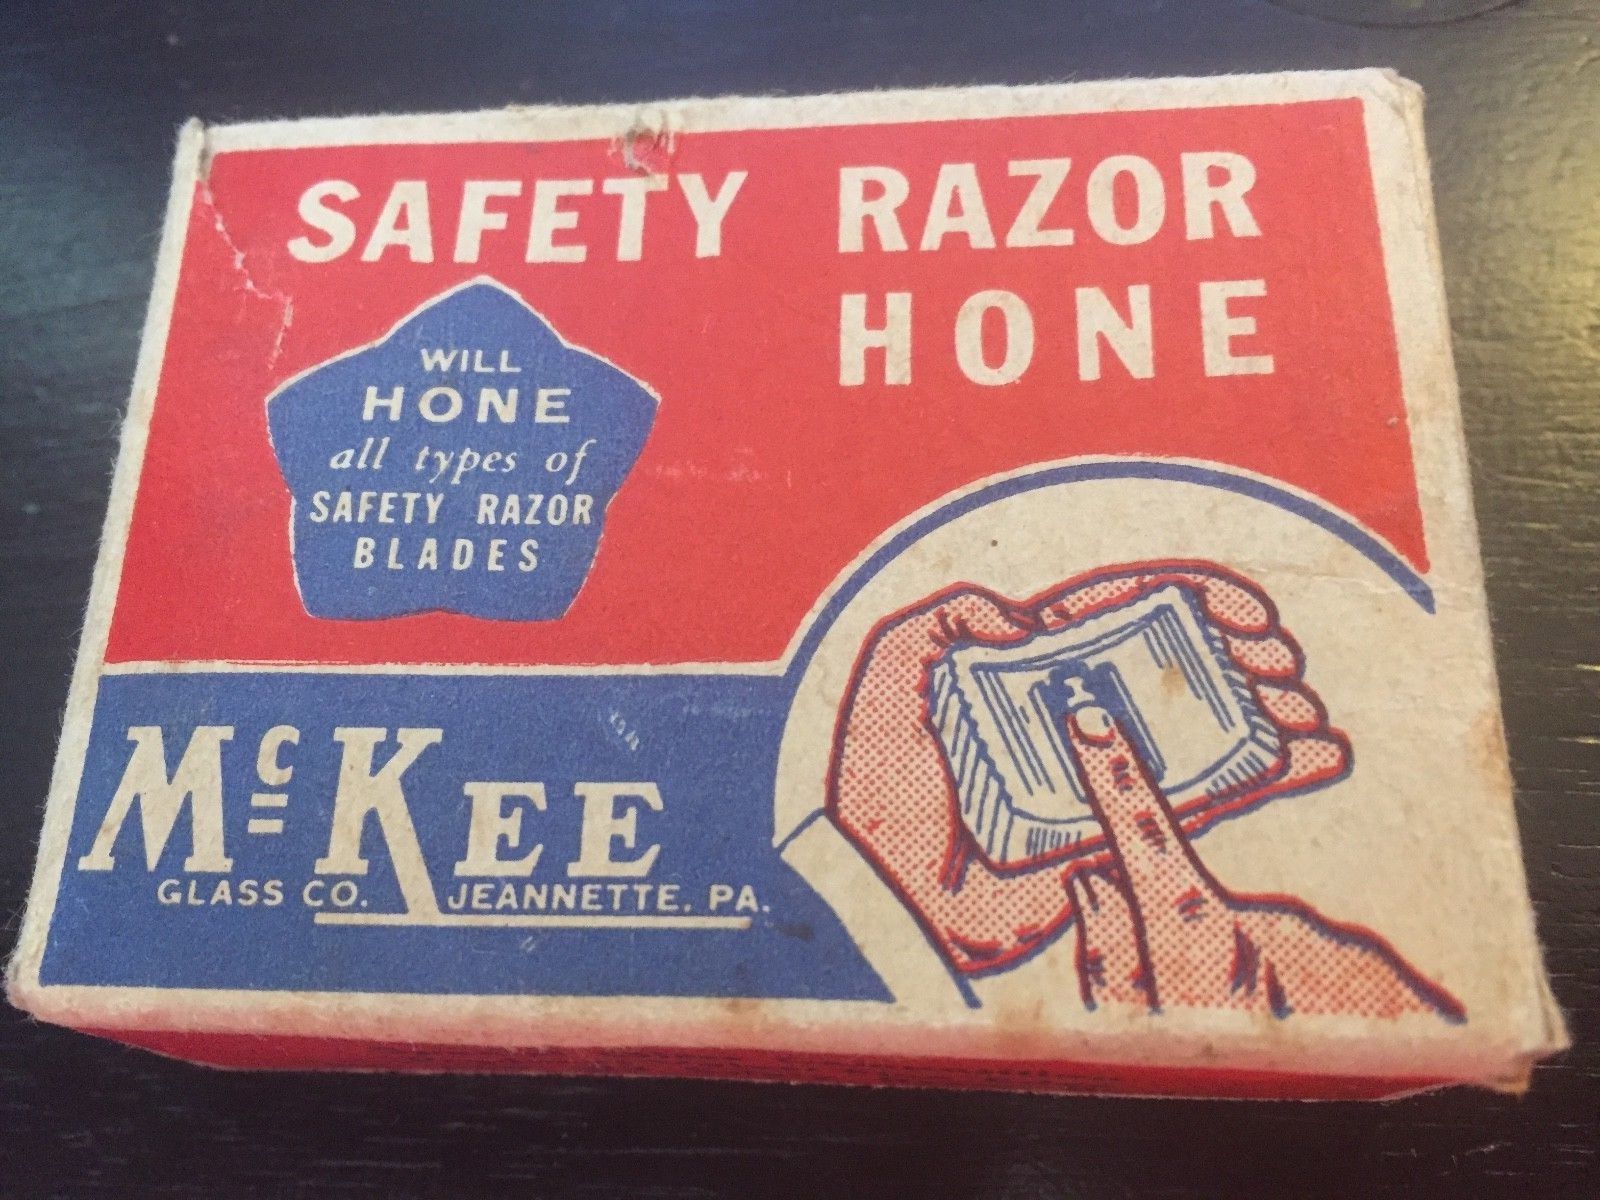 SAFETY RAZOR
HONE
WILL
HONE
all types of
SAFETY RAZOR
BLADES
McKEE
GLASS CO. JEANNETTE, PA.